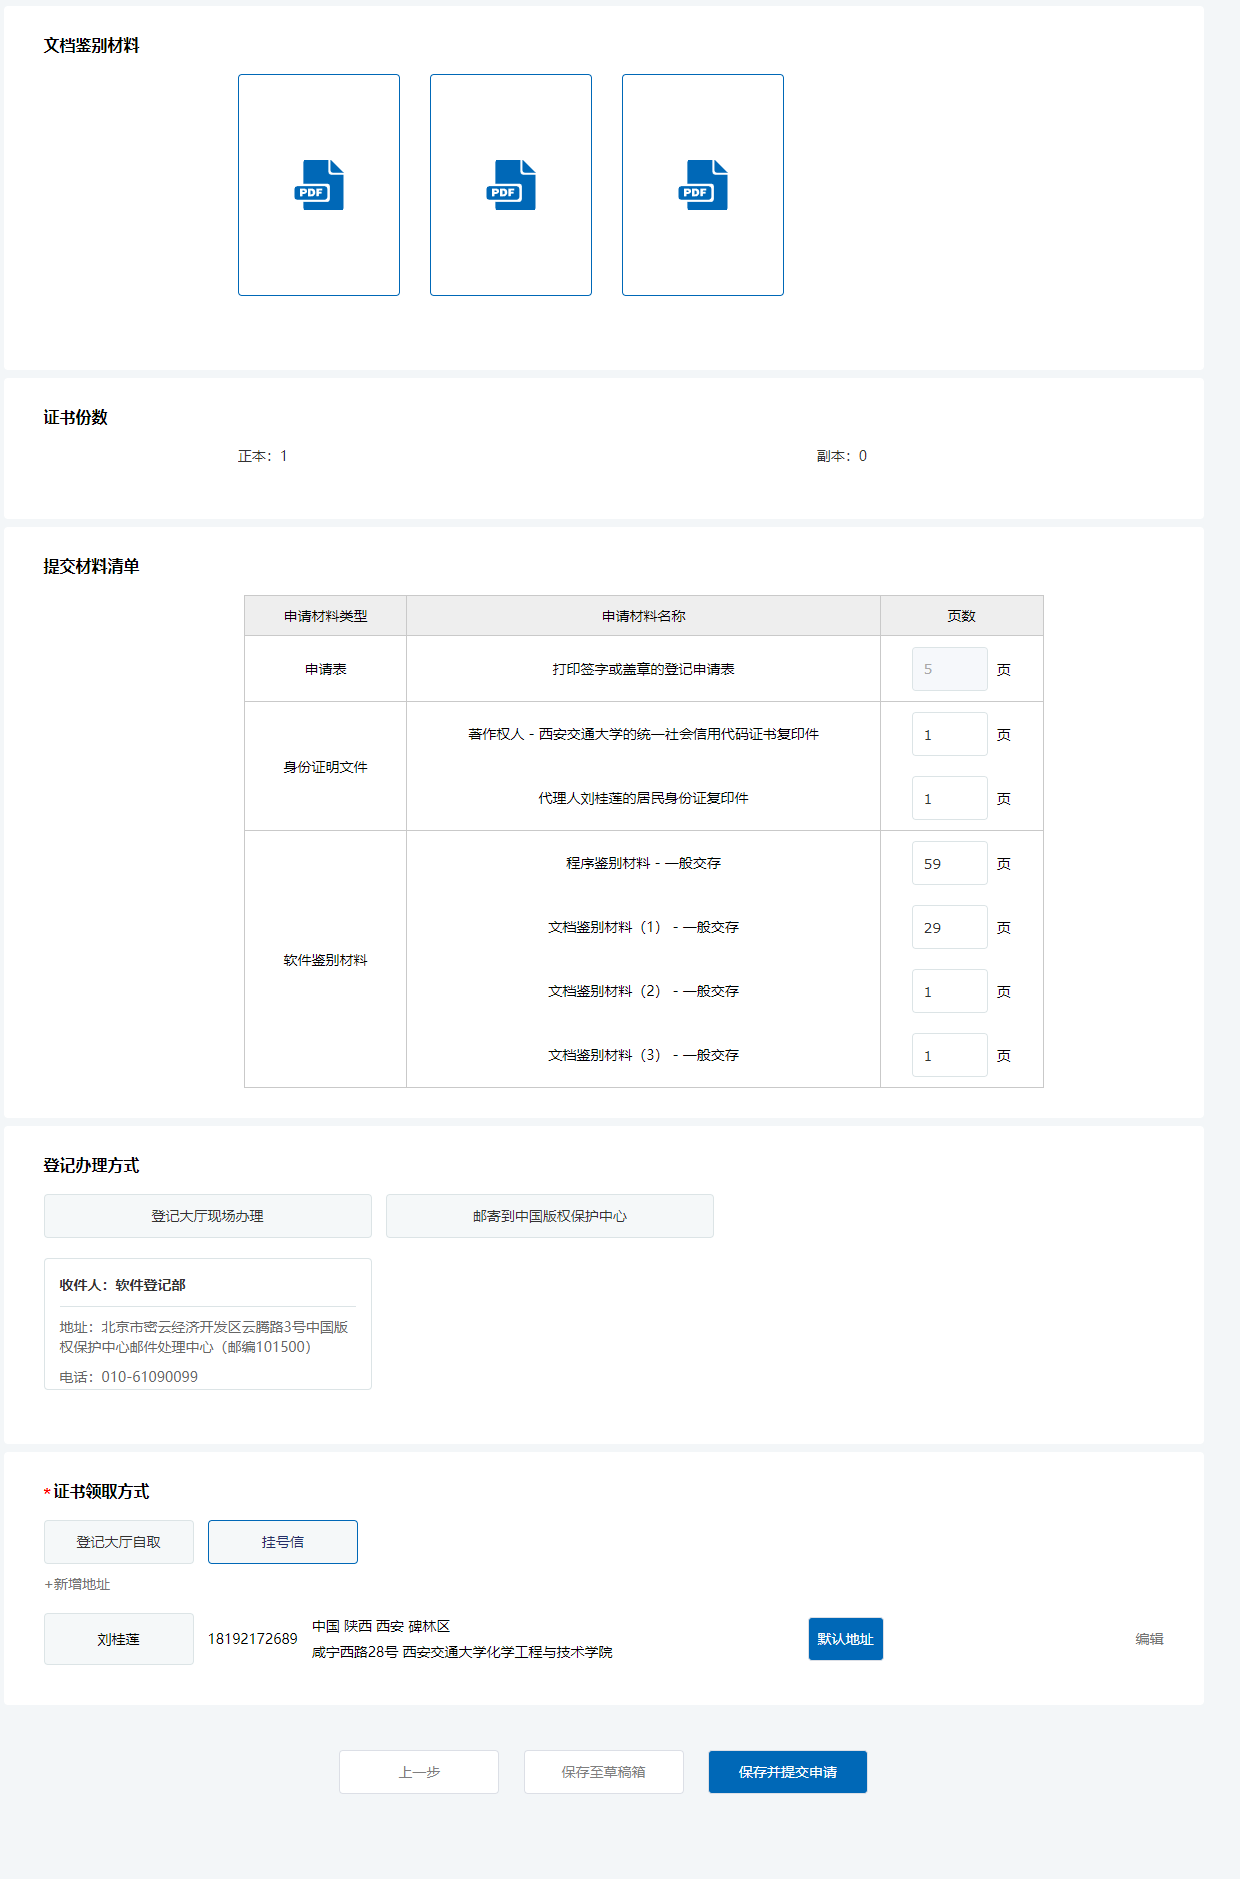 文档鉴别材料
PDF
PDF
PDF
证书份数
正本：1
副本：0
提交材料清单
申请材料类型 申请材料名称 页数
申请表 打印签字或盖章的登记申请表 5 页
身份证明文件
著作权人 - 西安交通大学的统一社会信用代码证书复印件 1 页
代理人刘桂莲的居民身份证复印件 1 页
软件鉴别材料
程序鉴别材料 - 一般交存 59 页
文档鉴别材料（1） - 一般交存 29 页
文档鉴别材料（2） - 一般交存 1 页
文档鉴别材料（3） - 一般交存 1 页
登记办理方式
登记大厅现场办理
邮寄到中国版权保护中心
收件人：软件登记部
地址：北京市密云经济开发区云腾路3号中国版
权保护中心邮件处理中心（邮编101500）
电话：010-61090099
*证书领取方式
登记大厅自取
挂号信
+新增地址
刘桂莲
18192172689
中国 陕西 西安 碑林区
咸宁西路28号 西安交通大学化学工程与技术学院
默认地址
编辑
上一步
保存至草稿箱
保存并提交申请